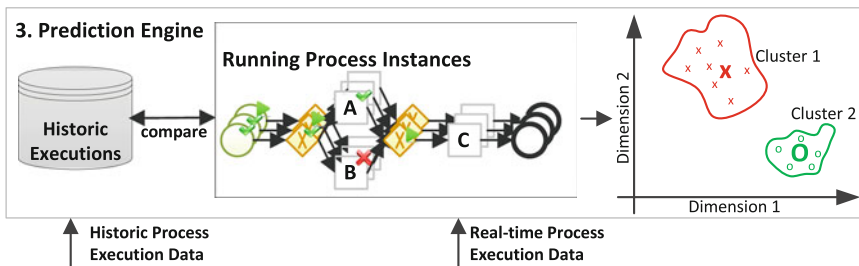 3. Prediction Engine
Historic
Executions
compare
Running Process Instances
A
B
C
Dimension 2
Cluster 1
Cluster 2
Dimension 1
Historic Process
Execution Data
Real-time Process
Execution Data